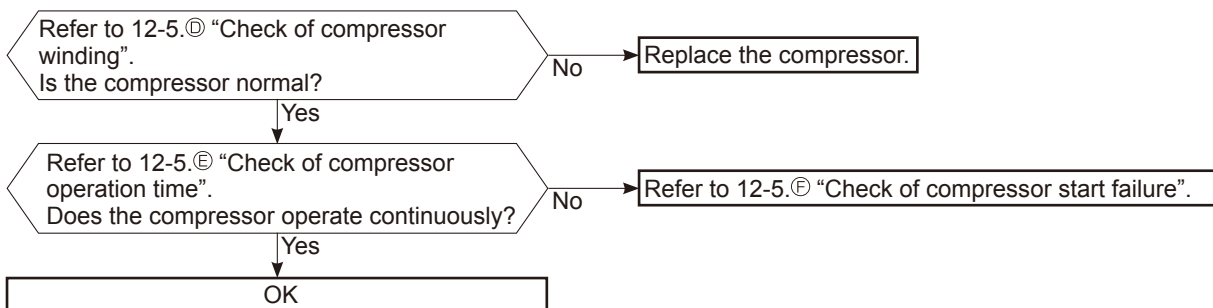 Refer to 12-5.Ⓓ “Check of compressor
winding”.
Is the compressor normal?
No
Replace the compressor.
Yes
Refer to 12-5.Ⓔ “Check of compressor
operation time”.
Does the compressor operate continuously?
No
Refer to 12-5.Ⓕ “Check of compressor start failure”.
Yes
OK